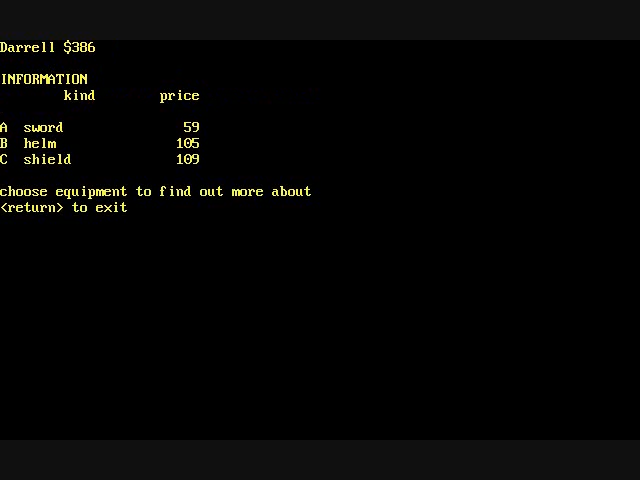 Darrell $386
INFORMATION
kind price
A sword 59
B helm 105
C shield 109
choose equipment to find out more about
<return> to exit